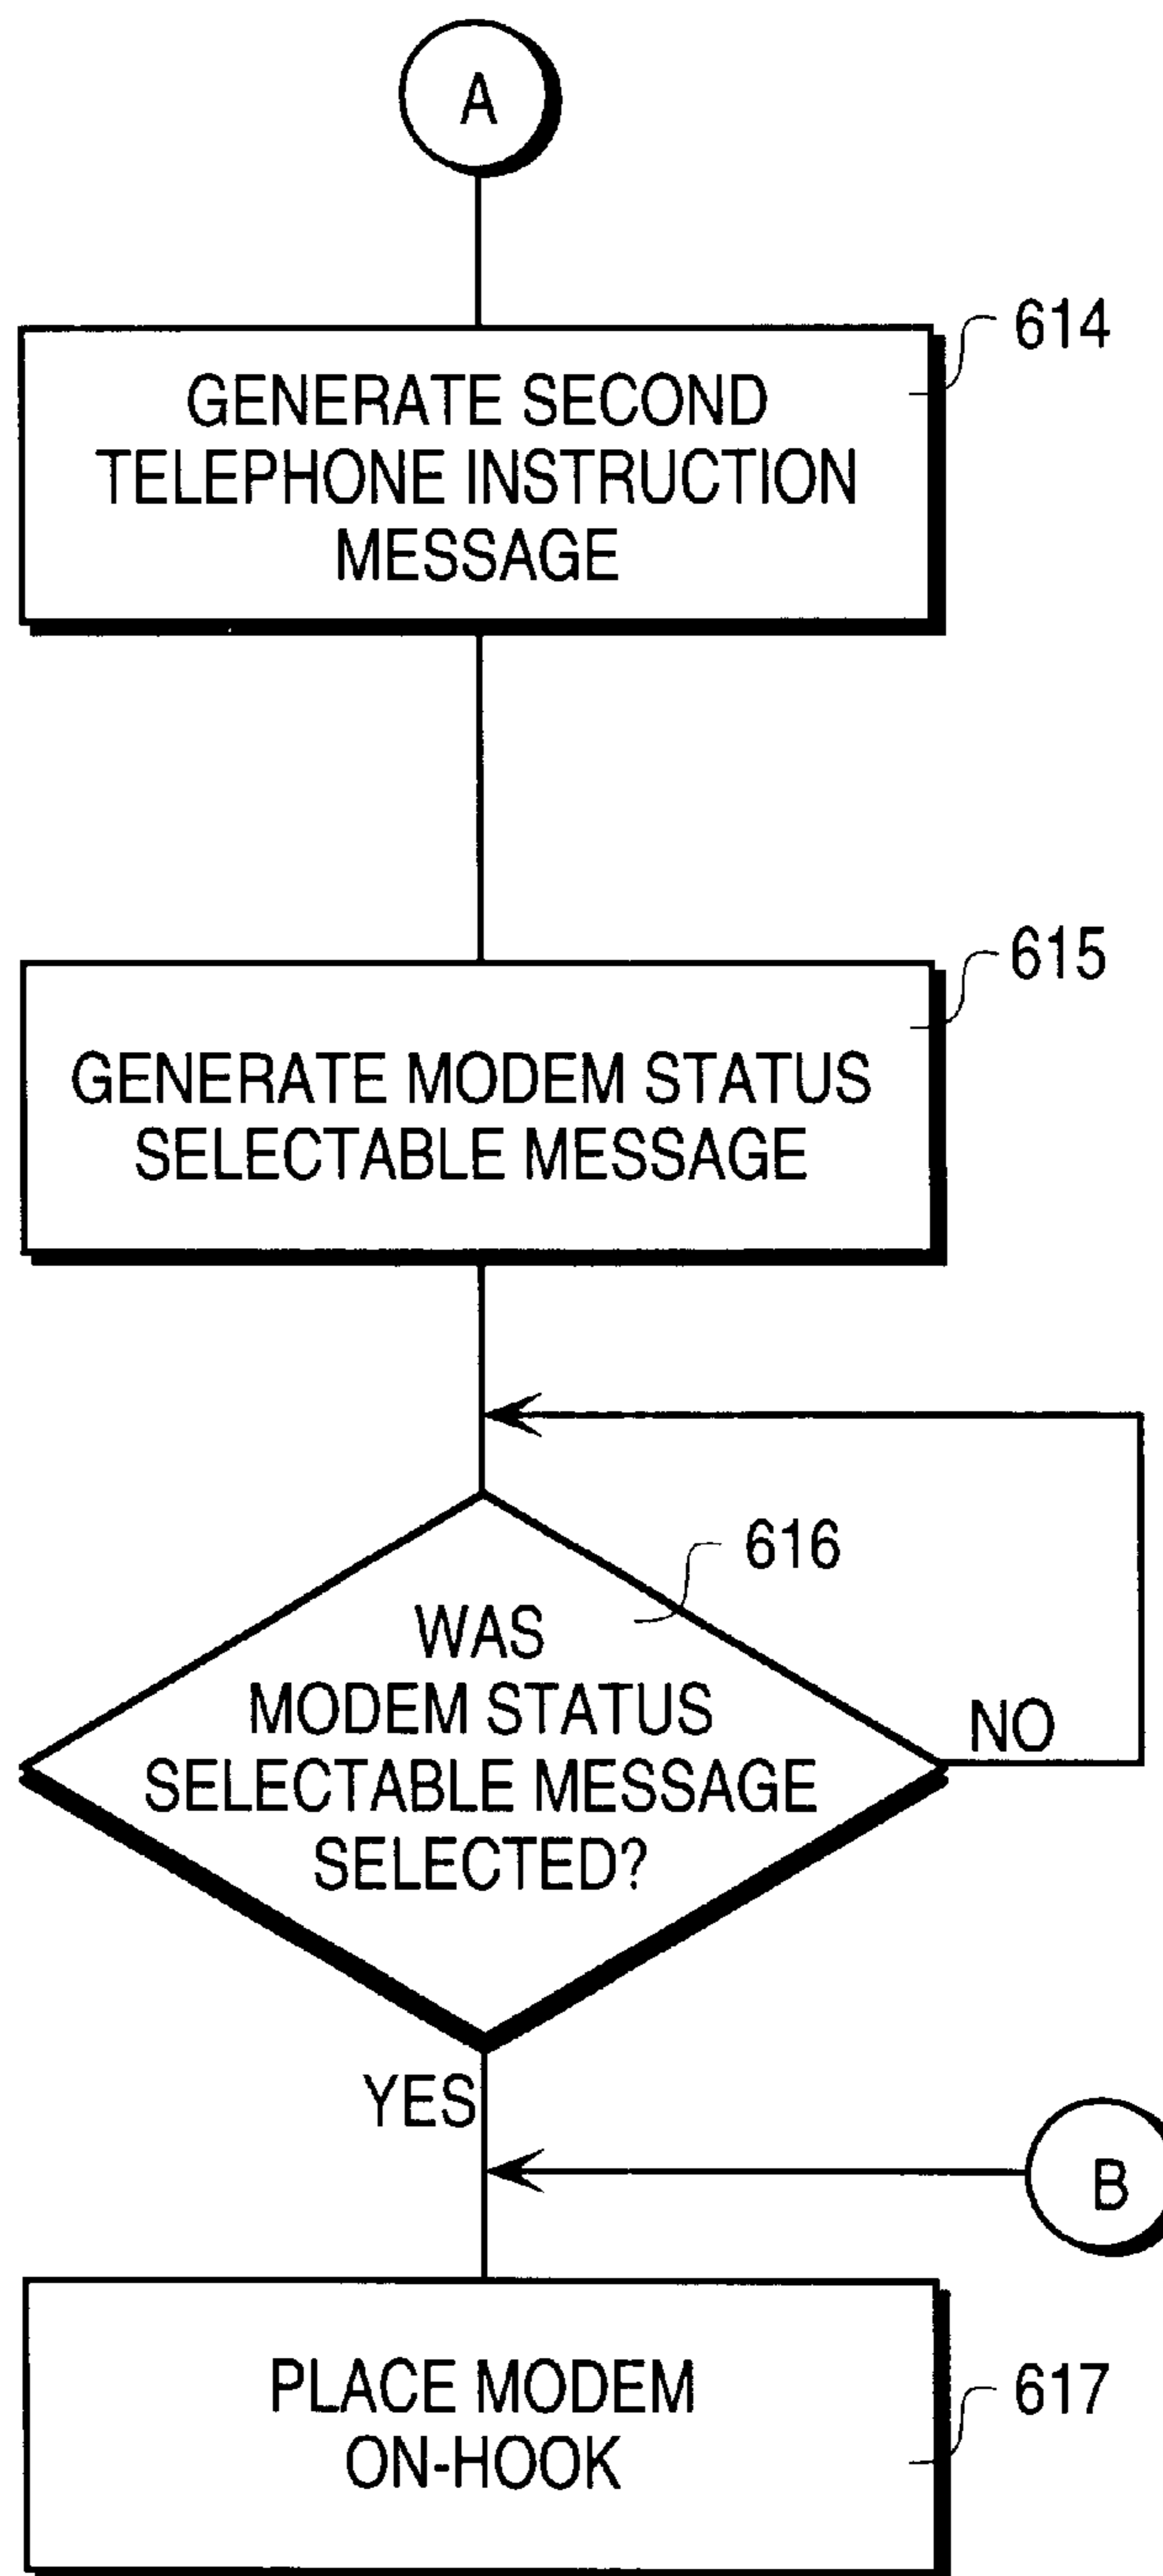 A
614
GENERATE SECOND
TELEPHONE INSTRUCTION
MESSAGE
615
GENERATE MODEM STATUS
SELECTABLE MESSAGE
616
WAS
MODEM STATUS
SELECTABLE MESSAGE
SELECTED?
NO
YES
B
PLACE MODEM
ON-HOOK
617